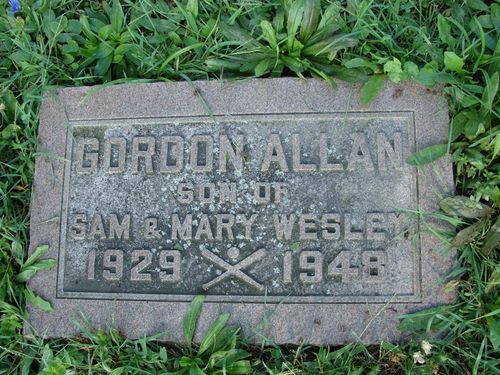 GORDON ALLAN
SON OF
SAM & MARY WESLEY
1929 1948